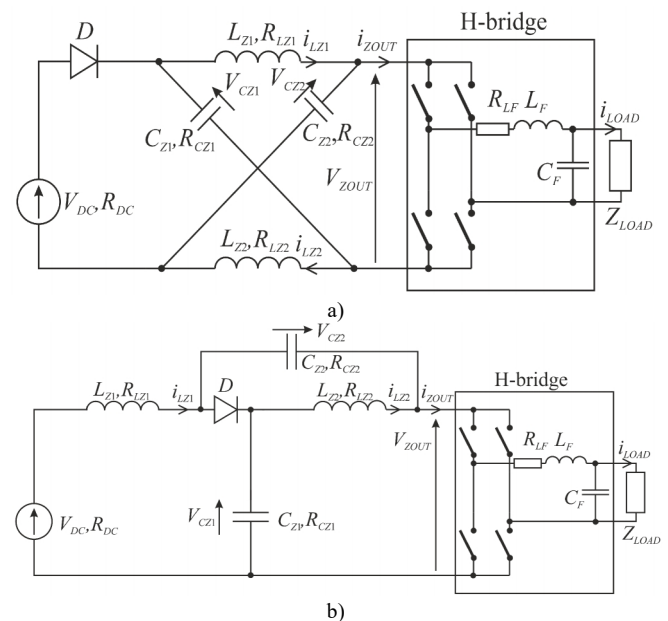 H-bridge
D
L_Z1,R_LZ1 i_LZ1 i_ZOUT
V_CZ1 V_CZ2
C_Z1,R_CZ1 C_Z2,R_CZ2
R_LF L_F i_LOAD
C_F
V_ZOUT
V_DC,R_DC
Z_LOAD
L_Z2,R_LZ2 i_LZ2
a)
V_CZ2
C_Z2,R_CZ2
H-bridge
L_Z1,R_LZ1 i_LZ1 D L_Z2,R_LZ2 i_LZ2 i_ZOUT
V_ZOUT
R_LF L_F i_LOAD
C_F
V_DC,R_DC
V_CZ1 C_Z1,R_CZ1
Z_LOAD
b)